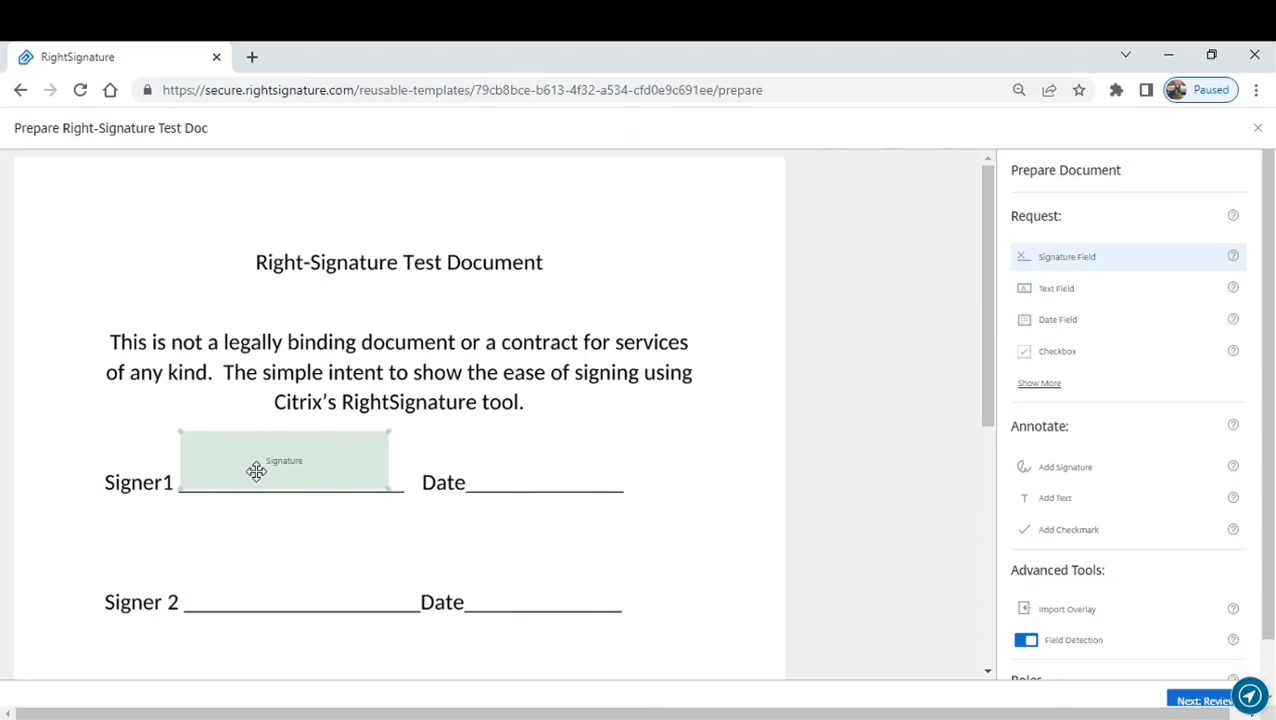 RightSignature
https://secure.rightsignature.com/reusable-templates/79cb8bce-b613-4f32-a534-cfd0e9c691ee/prepare
Paused
Prepare Right-Signature Test Doc
Right-Signature Test Document
This is not a legally binding document or a contract for services
of any kind. The simple intent to show the ease of signing using
Citrix's RightSignature tool.
Signature
Signer1 ____________________ Date______________
Signer 2 _____________________Date______________
Prepare Document
Request:
Signature Field
Text Field
Date Field
Checkbox
Show More
Annotate:
Add Signature
Add Text
Add Checkmark
Advanced Tools:
Import Overlay
Field Detection
Roles
Next: Review